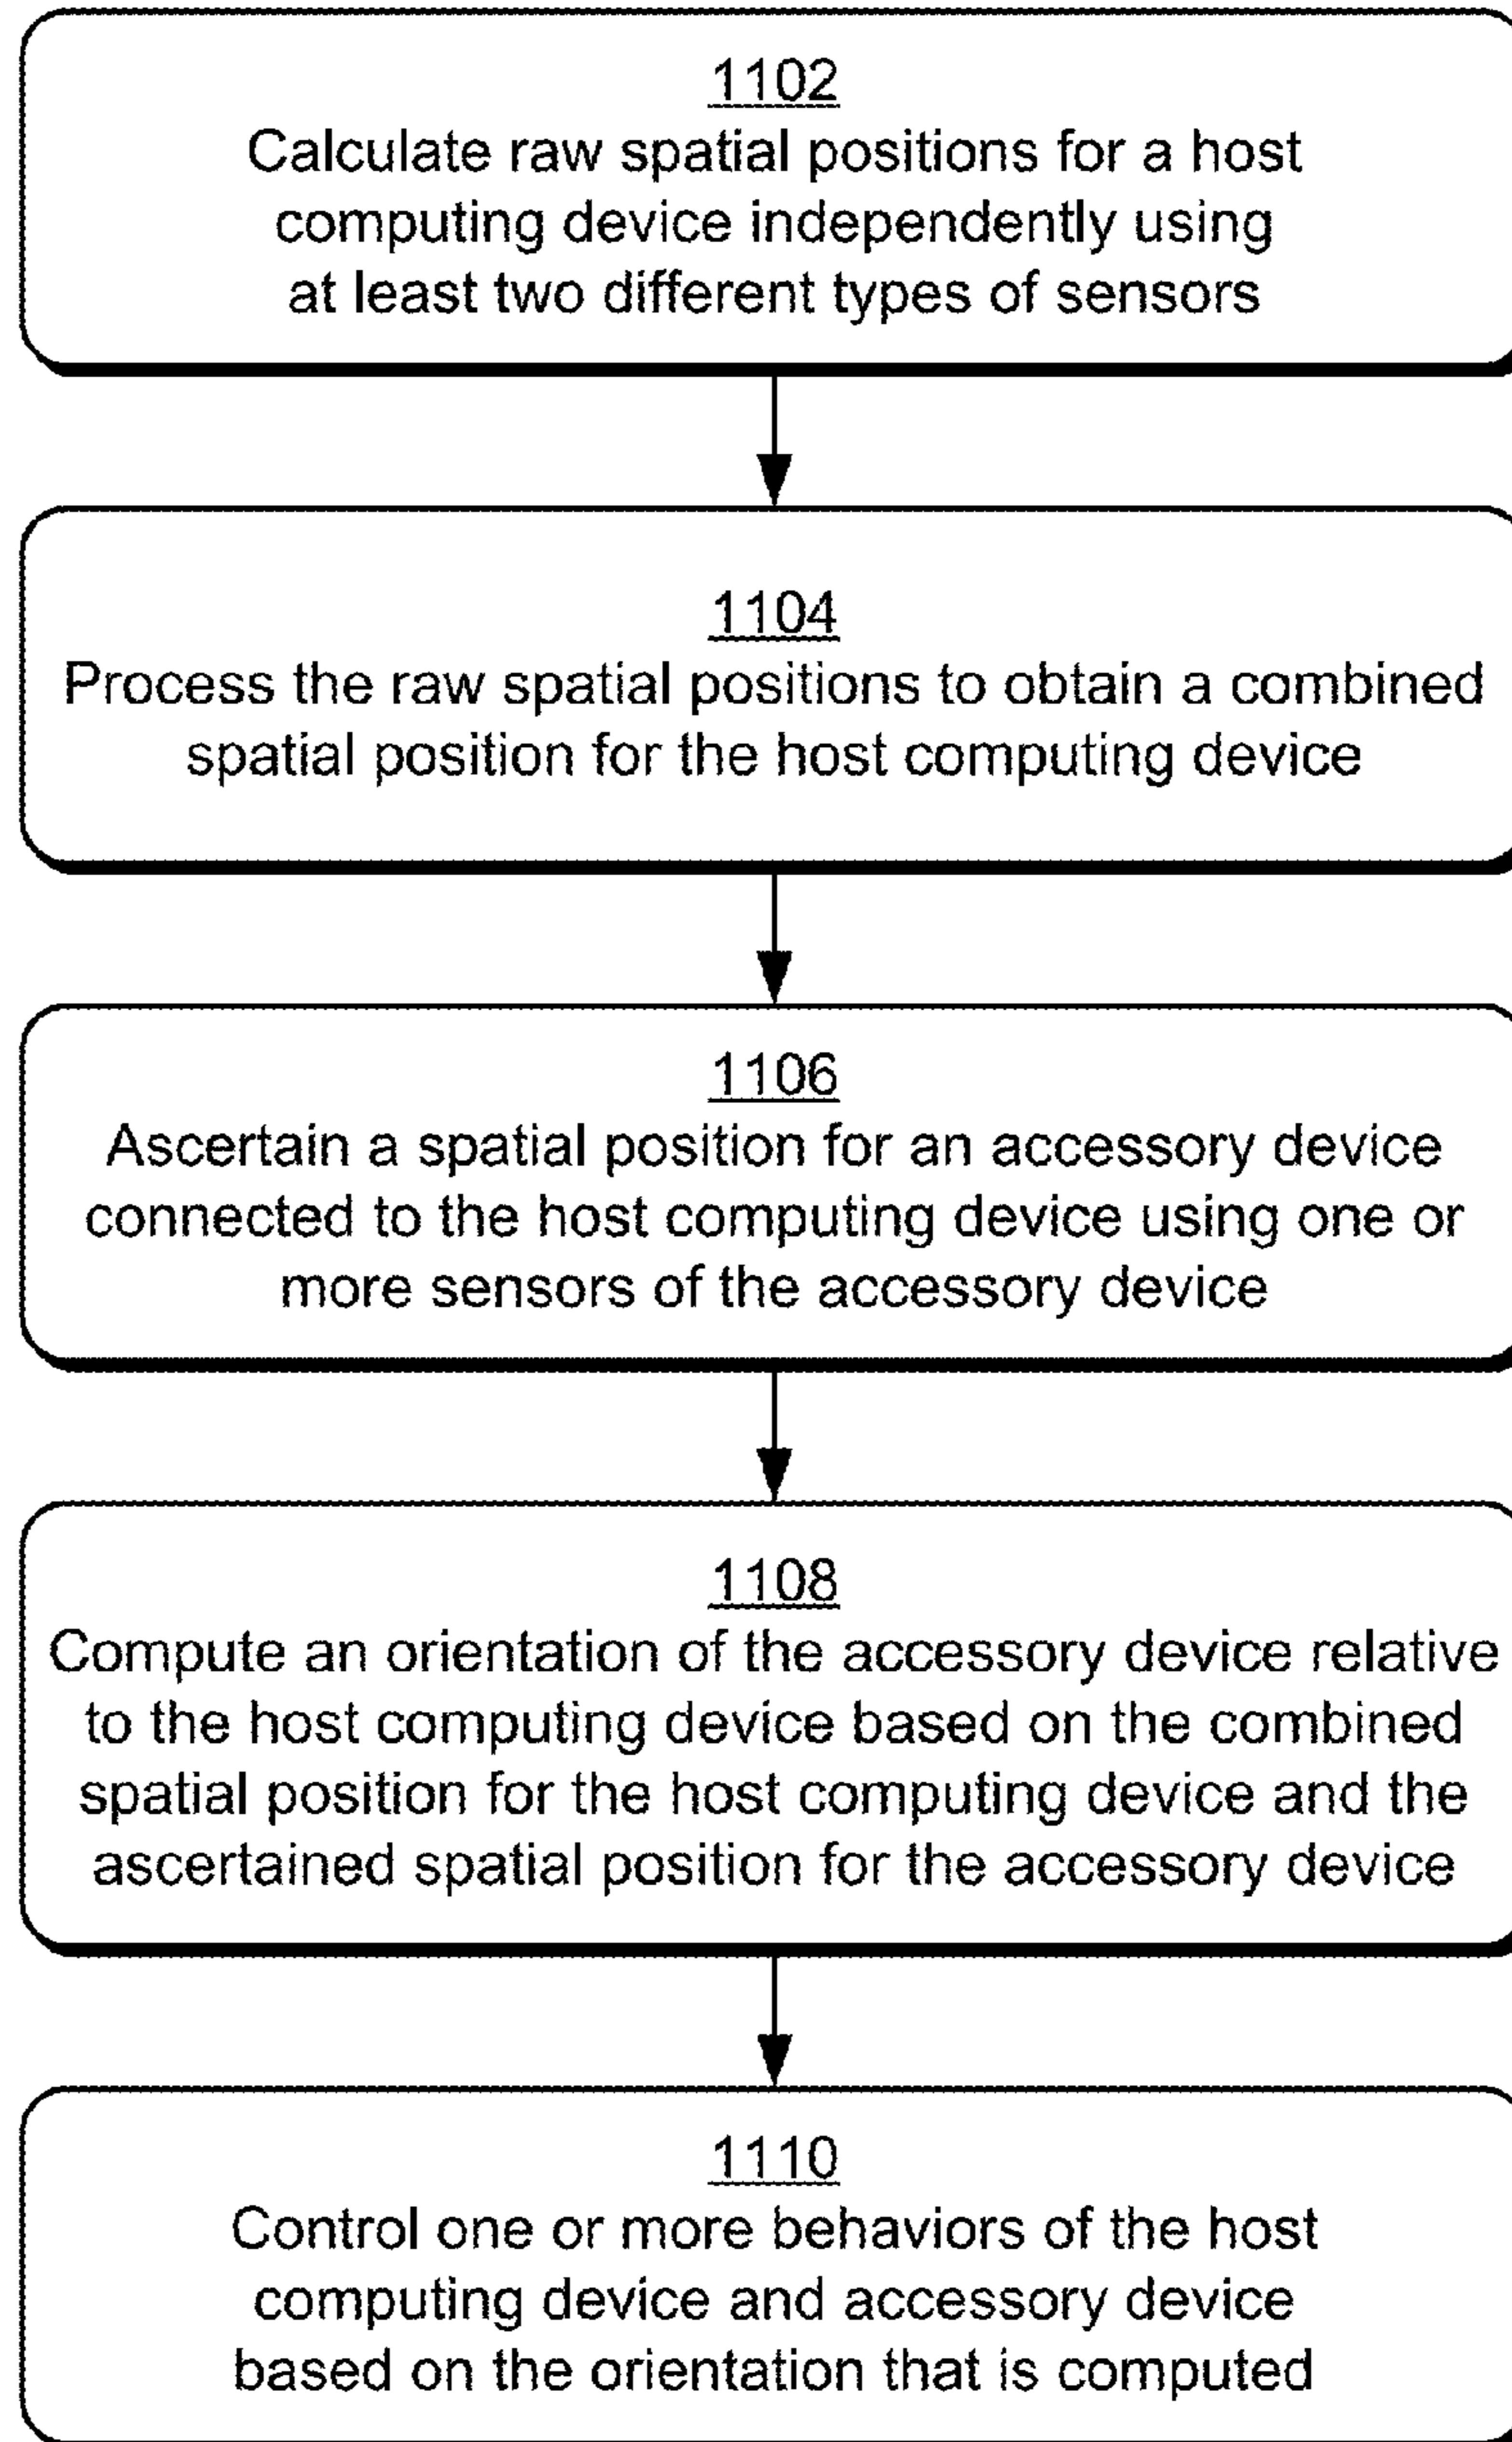 1102
Calculate raw spatial positions for a host
computing device independently using
at least two different types of sensors
1104
Process the raw spatial positions to obtain a combined
spatial position for the host computing device
1106
Ascertain a spatial position for an accessory device
connected to the host computing device using one or
more sensors of the accessory device
1108
Compute an orientation of the accessory device relative
to the host computing device based on the combined
spatial position for the host computing device and the
ascertained spatial position for the accessory device
1110
Control one or more behaviors of the host
computing device and accessory device
based on the orientation that is computed